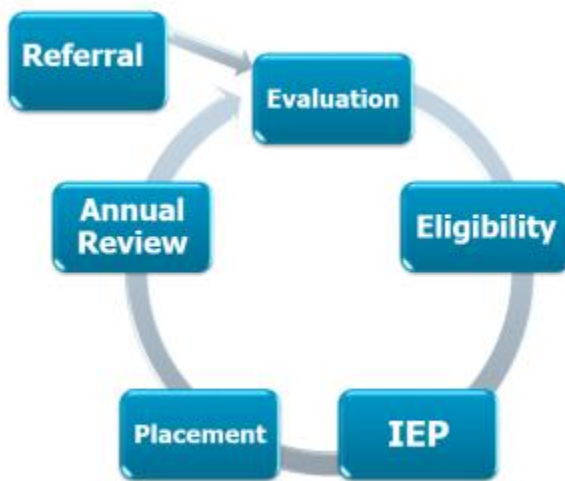 Referral
Evaluation
Eligibility
IEP
Placement
Annual
Review